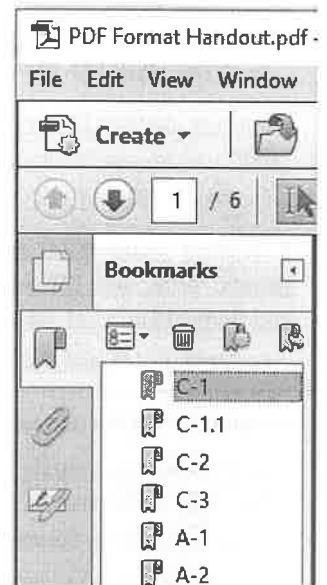 PDF Format Handout.pdf -
File Edit View Window
Create
1 / 6
Bookmarks
C-1
C-1.1
C-2
C-3
A-1
A-2